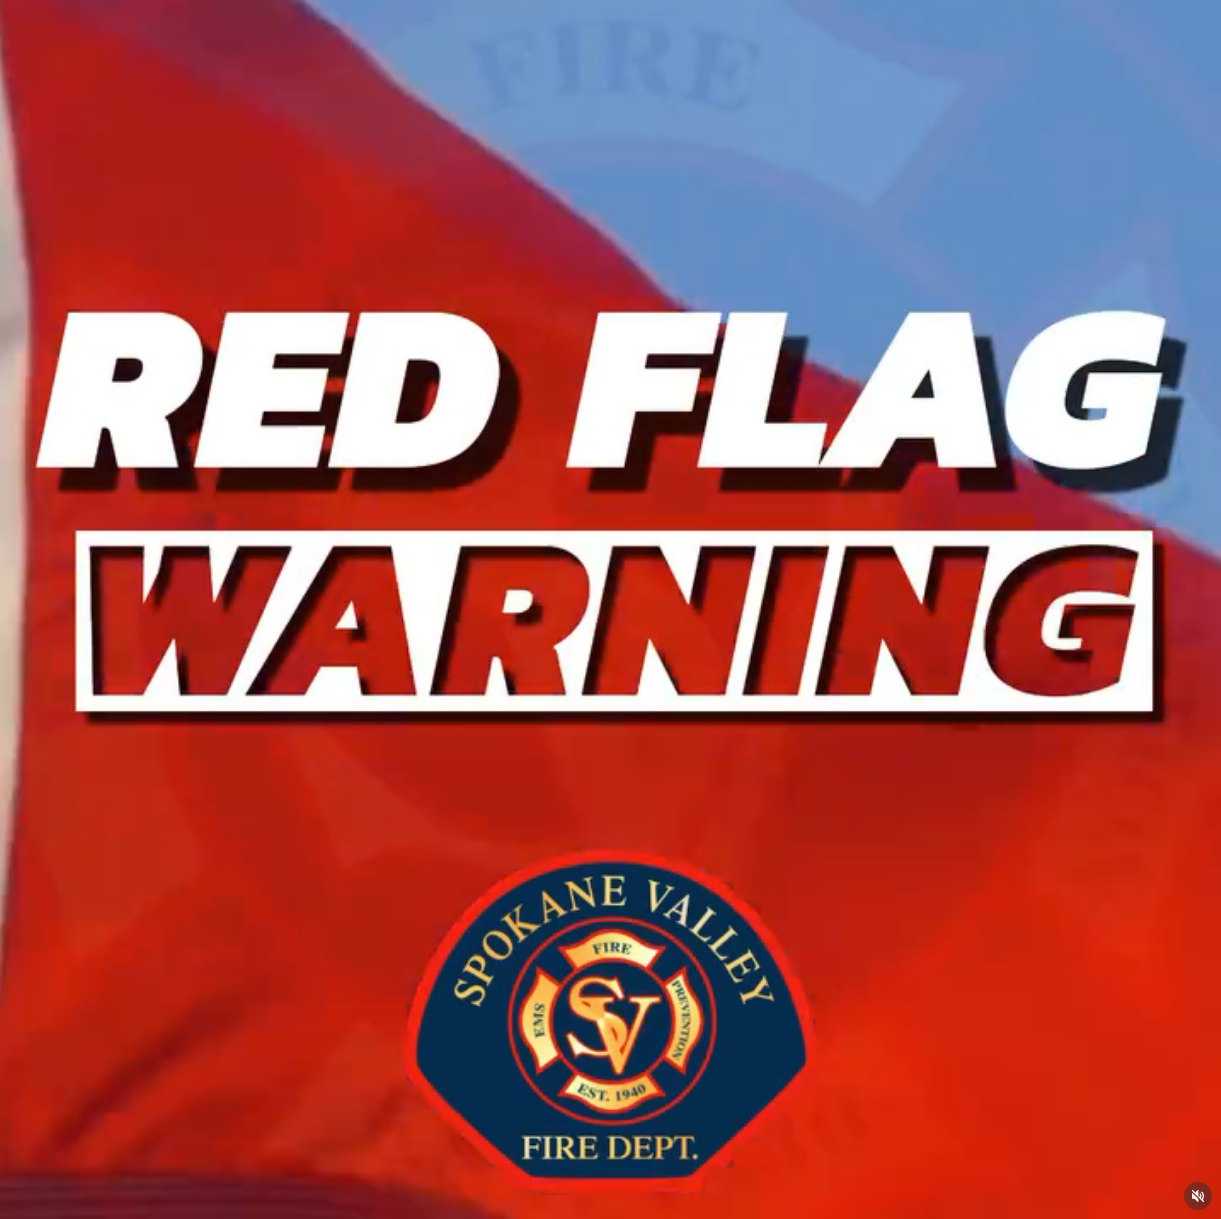 FIRE
RED FLAG
WARNING
SPOKANE VALLEY
FIRE
EMS
PREVENTION
SV
EST. 1940
FIRE DEPT.